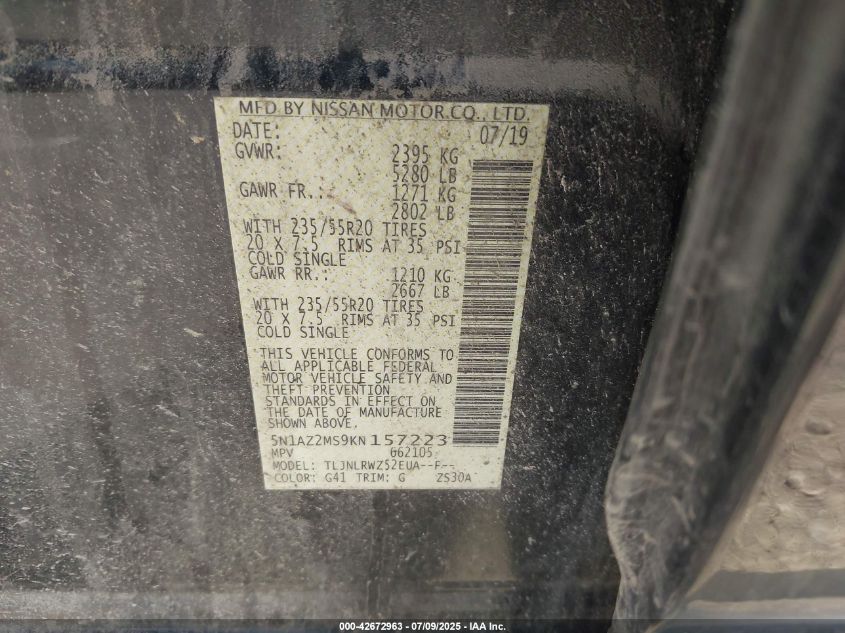 MFD BY NISSAN MOTOR CO., LTD.
DATE: 07/19
GVWR: 2395 KG
5280 LB
GAWR FR.: 1271 KG
2802 LB
WITH 235/55R20 TIRES
20 X 7.5 RIMS AT 35 PSI
COLD SINGLE
GAWR RR.: 1210 KG
2667 LB
WITH 235/55R20 TIRES
20 X 7.5 RIMS AT 35 PSI
COLD SINGLE
THIS VEHICLE CONFORMS TO
ALL APPLICABLE FEDERAL
MOTOR VEHICLE SAFETY AND
THEFT PREVENTION
STANDARDS IN EFFECT ON
THE DATE OF MANUFACTURE
SHOWN ABOVE.
5N1AZ2MS9KN157223
MPV 662105
MODEL: TLJNLRWZ52EUA--F--
COLOR: G41 TRIM: G ZS30A
000-42672963 - 07/09/2025 - IAA Inc.